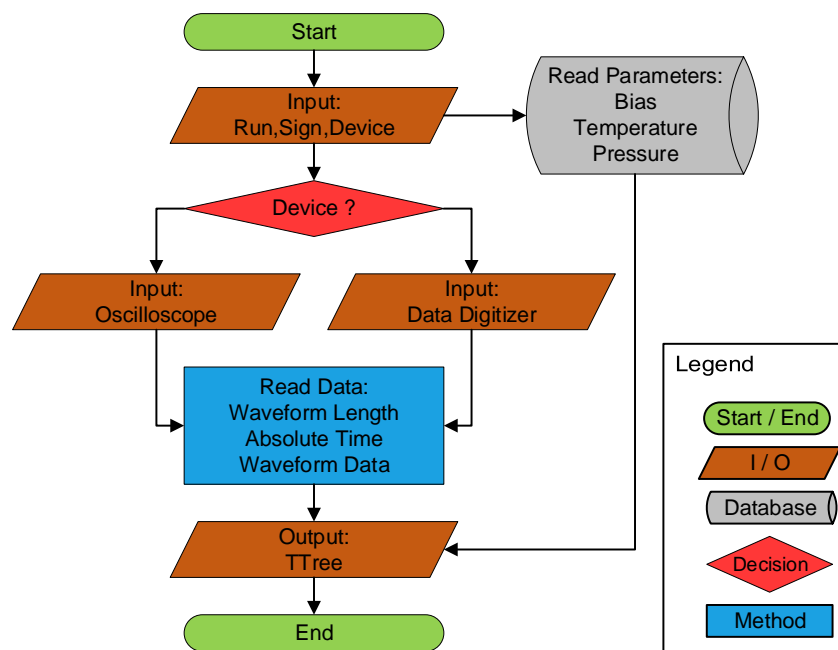 Start
Input:
Run,Sign,Device
Read Parameters:
Bias
Temperature
Pressure
Device ?
Input:
Oscilloscope
Input:
Data Digitizer
Read Data:
Waveform Length
Absolute Time
Waveform Data
Output:
TTree
End
Legend
Start / End
I / O
Database
Decision
Method